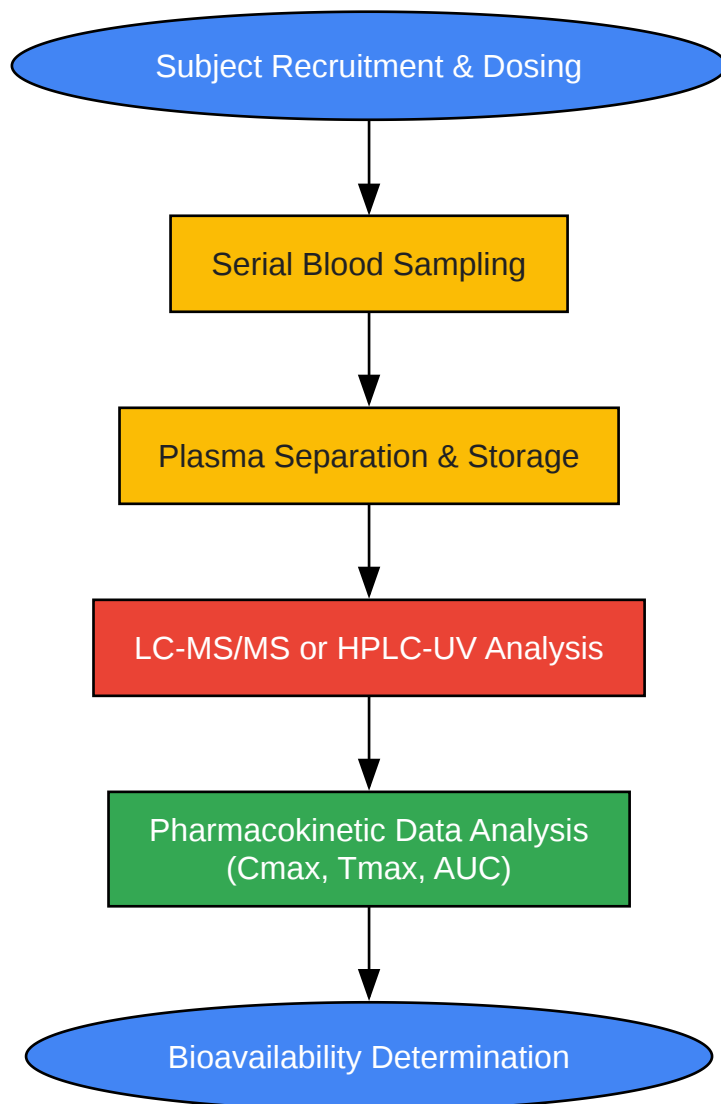 Subject Recruitment & Dosing
Serial Blood Sampling
Plasma Separation & Storage
LC-MS/MS or HPLC-UV Analysis
Pharmacokinetic Data Analysis
(Cmax, Tmax, AUC)
Bioavailability Determination